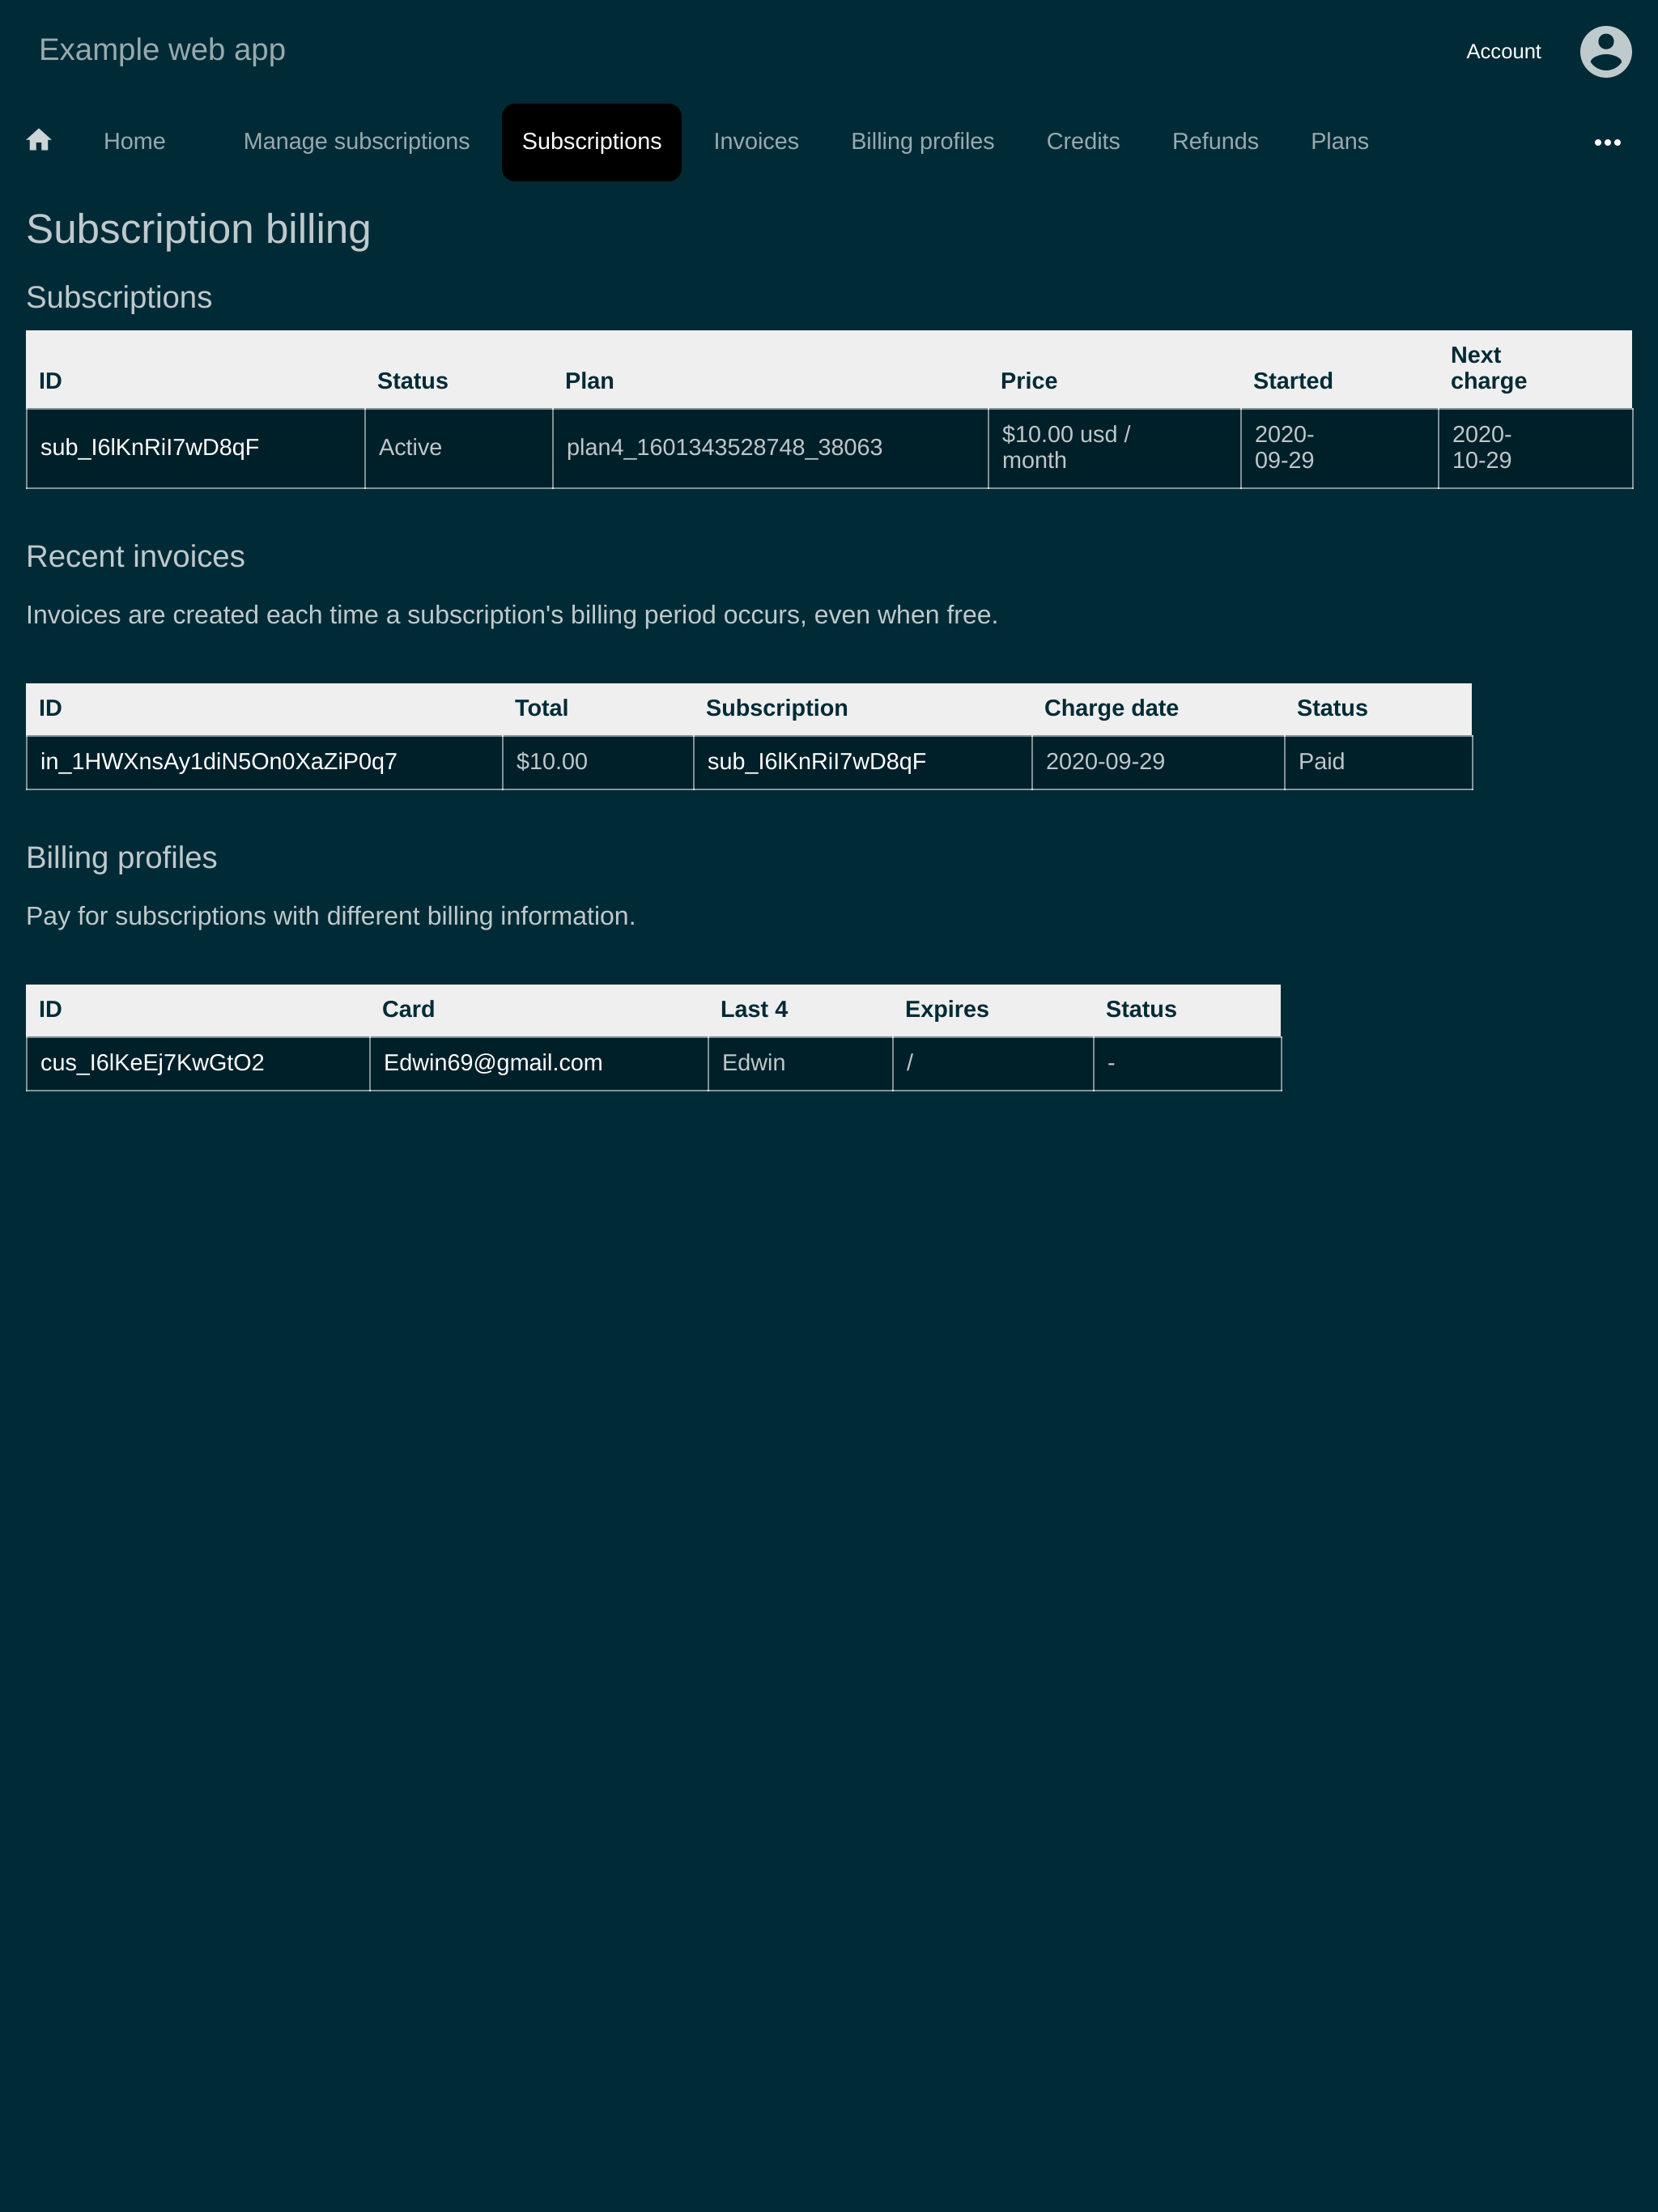 Example web app
Account
Home Manage subscriptions Subscriptions Invoices Billing profiles Credits Refunds Plans
Subscription billing
Subscriptions
ID Status Plan Price Started Next charge
sub_I6lKnRiI7wD8qF Active plan4_1601343528748_38063 $10.00 usd / month 2020-09-29 2020-10-29
Recent invoices
Invoices are created each time a subscription's billing period occurs, even when free.
ID Total Subscription Charge date Status
in_1HWXnsAy1diN5On0XaZiP0q7 $10.00 sub_I6lKnRiI7wD8qF 2020-09-29 Paid
Billing profiles
Pay for subscriptions with different billing information.
ID Card Last 4 Expires Status
cus_I6lKeEj7KwGtO2 Edwin69@gmail.com Edwin / -